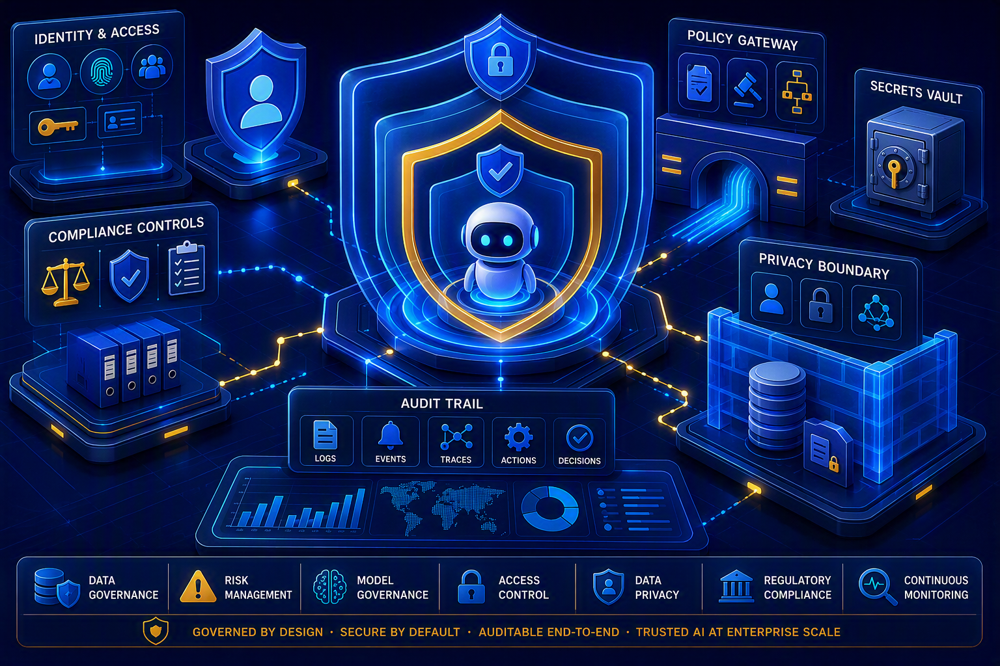 IDENTITY & ACCESS
POLICY GATEWAY
SECRETS VAULT
COMPLIANCE CONTROLS
PRIVACY BOUNDARY
AUDIT TRAIL
LOGS
EVENTS
TRACES
ACTIONS
DECISIONS
DATA
GOVERNANCE
RISK
MANAGEMENT
MODEL
GOVERNANCE
ACCESS
CONTROL
DATA
PRIVACY
REGULATORY
COMPLIANCE
CONTINUOUS
MONITORING
GOVERNED BY DESIGN · SECURE BY DEFAULT · AUDITABLE END-TO-END · TRUSTED AI AT ENTERPRISE SCALE